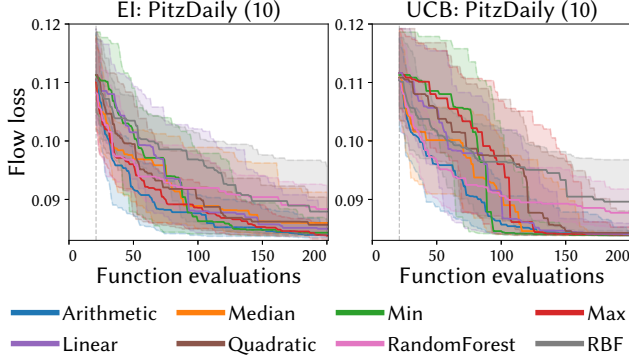 EI: PitzDaily (10)
UCB: PitzDaily (10)
0.12
0.11
0.10
0.09
Flow loss
50
100
150
200
Function evaluations
0.12
0.11
0.10
0.09
50
100
150
200
Function evaluations
Arithmetic Median Min Max
Linear Quadratic RandomForest RBF